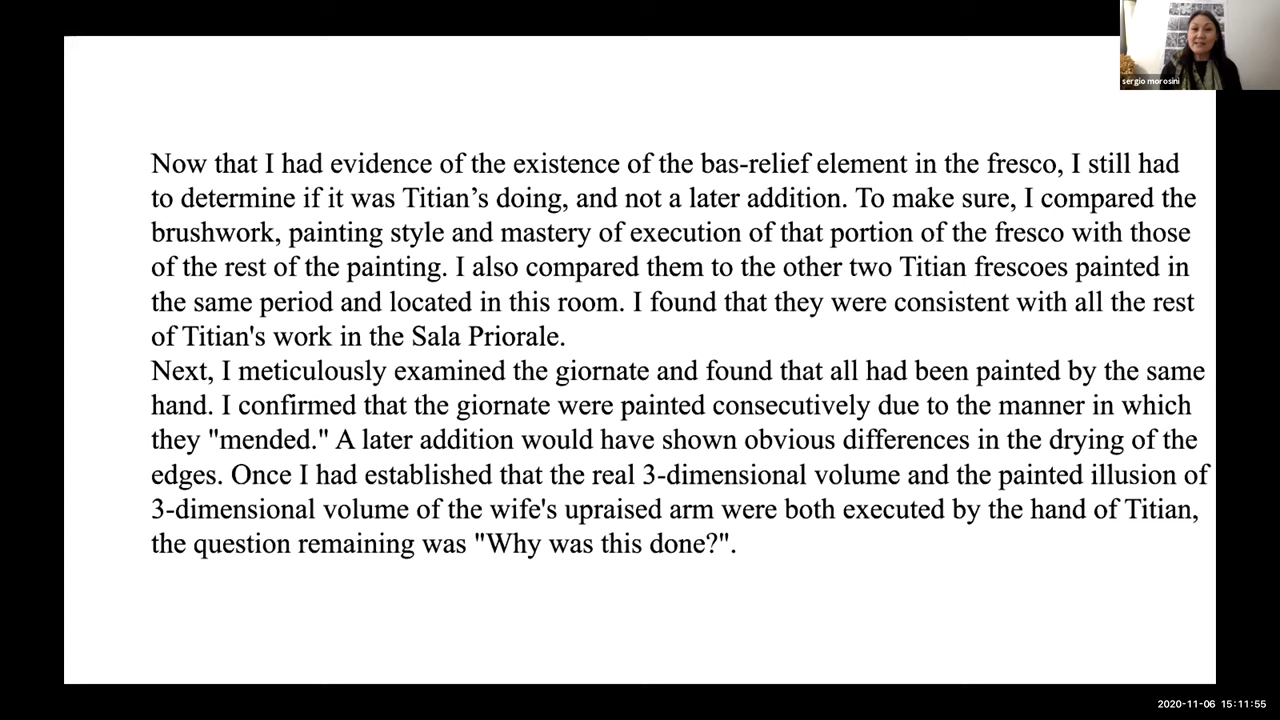 sergio morosini
Now that I had evidence of the existence of the bas-relief element in the fresco, I still had
to determine if it was Titian’s doing, and not a later addition. To make sure, I compared the
brushwork, painting style and mastery of execution of that portion of the fresco with those
of the rest of the painting. I also compared them to the other two Titian frescoes painted in
the same period and located in this room. I found that they were consistent with all the rest
of Titian's work in the Sala Priorale.
Next, I meticulously examined the giornate and found that all had been painted by the same
hand. I confirmed that the giornate were painted consecutively due to the manner in which
they "mended." A later addition would have shown obvious differences in the drying of the
edges. Once I had established that the real 3-dimensional volume and the painted illusion of
3-dimensional volume of the wife's upraised arm were both executed by the hand of Titian,
the question remaining was "Why was this done?".
2020-11-06 15:11:55